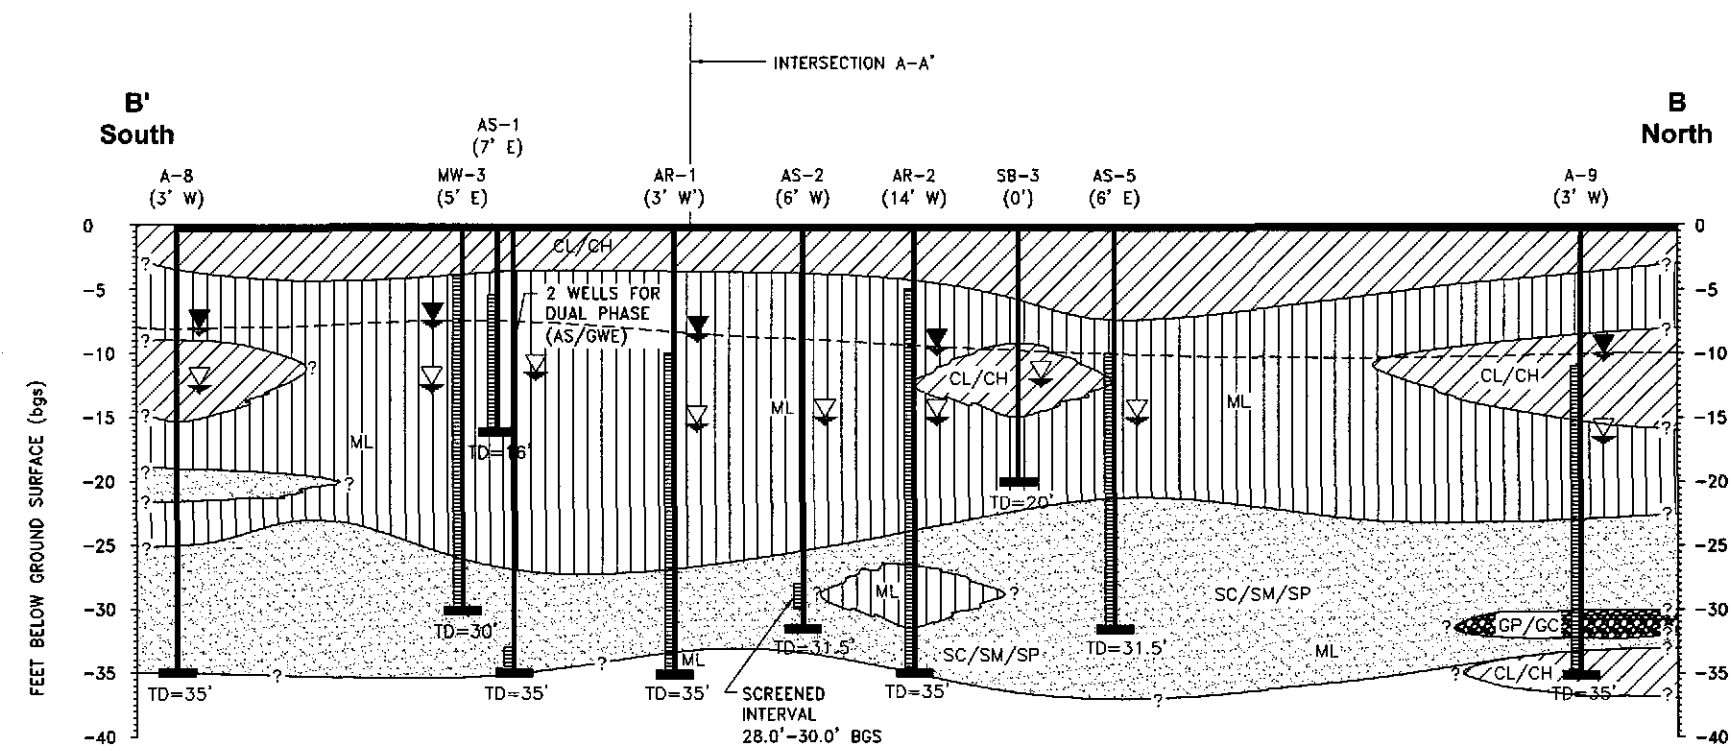 INTERSECTION A-A'
B'
South
B
North
AS-1
(7' E)
A-8
(3' W)
MW-3
(5' E)
AR-1
(3' W')
AS-2
(6' W)
AR-2
(14' W)
SB-3
(0')
AS-5
(6' E)
A-9
(3' W)
FEET BELOW GROUND SURFACE (bgs)
0
-5
-10
-15
-20
-25
-30
-35
-40
0
-5
-10
-15
-20
-25
-30
-35
-40
CL/CH
2 WELLS FOR
DUAL PHASE
(AS/GWE)
?
?
?
?
?
?
?
?
?
?
CL/CH
CL/CH
ML
ML
ML
TD=16'
TD=20'
?
?
?
?
ML
?
?
SC/SM/SP
?
GP/GC
?
?
TD=30'
TD=31.5'
TD=31.5'
ML
SC/SM/SP
ML
?
?
?
CL/CH
?
?
?
TD=35'
TD=35'
TD=35'
TD=35'
TD=35'
SCREENED
INTERVAL
28.0'-30.0' BGS